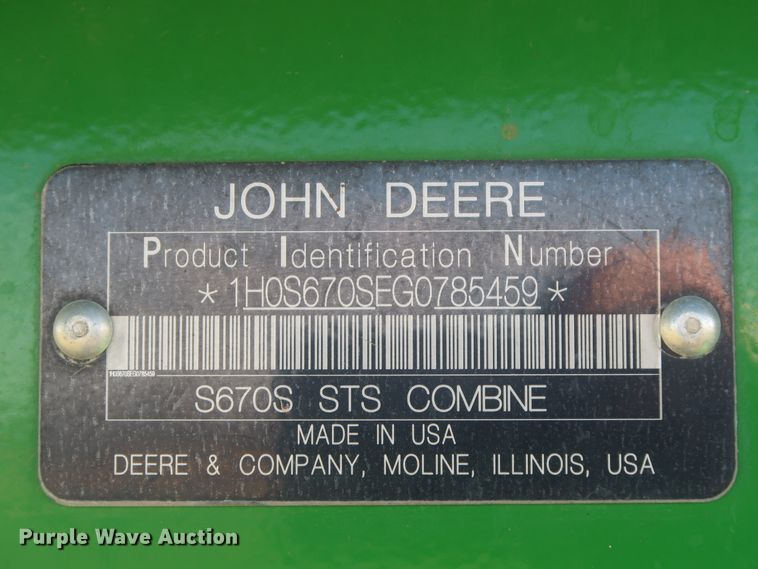 JOHN DEERE
Product Identification Number
*1H0S670SEG0785459*
1H0S670SEG0785459
S670S STS COMBINE
MADE IN USA
DEERE & COMPANY, MOLINE, ILLINOIS, USA
Purple Wave Auction